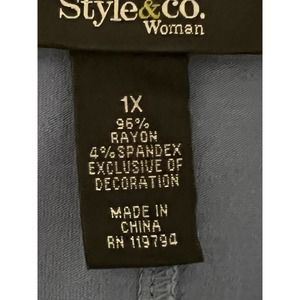 Style&co.
Woman
1X
96%
RAYON
4% SPANDEX
EXCLUSIVE OF
DECORATION
MADE IN
CHINA
RN 119794